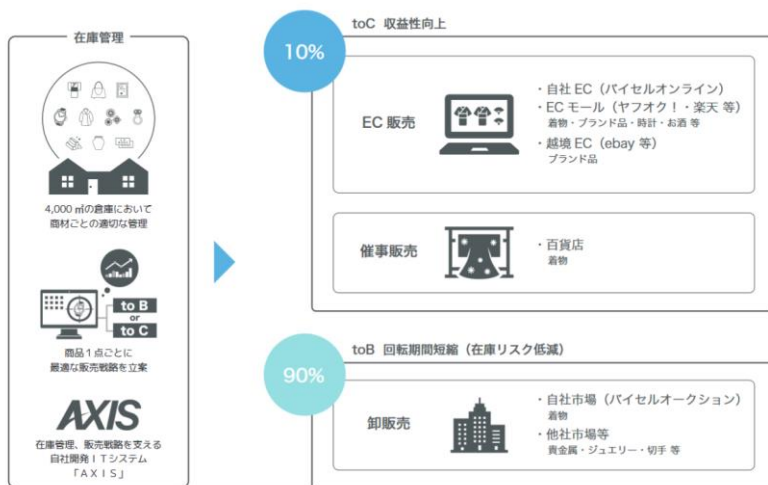 在庫管理
4,000 ㎡の倉庫において
商材ごとの適切な管理
to B
or
to C
商品１点ごとに
最適な販売戦略を立案
AXIS
在庫管理、販売戦略を支える
自社開発ＩＴシステム
「ＡＸＩＳ」
10%
toC 収益性向上
EC 販売
・自社 EC（バイセルオンライン）
・EC モール（ヤフオク！・楽天 等）
着物・ブランド品・時計・お酒 等
・越境 EC（ebay 等）
ブランド品
催事販売
・百貨店
着物
90%
toB 回転期間短縮（在庫リスク低減）
卸販売
・自社市場（バイセルオークション）
着物
・他社市場等
貴金属・ジュエリー・切手 等